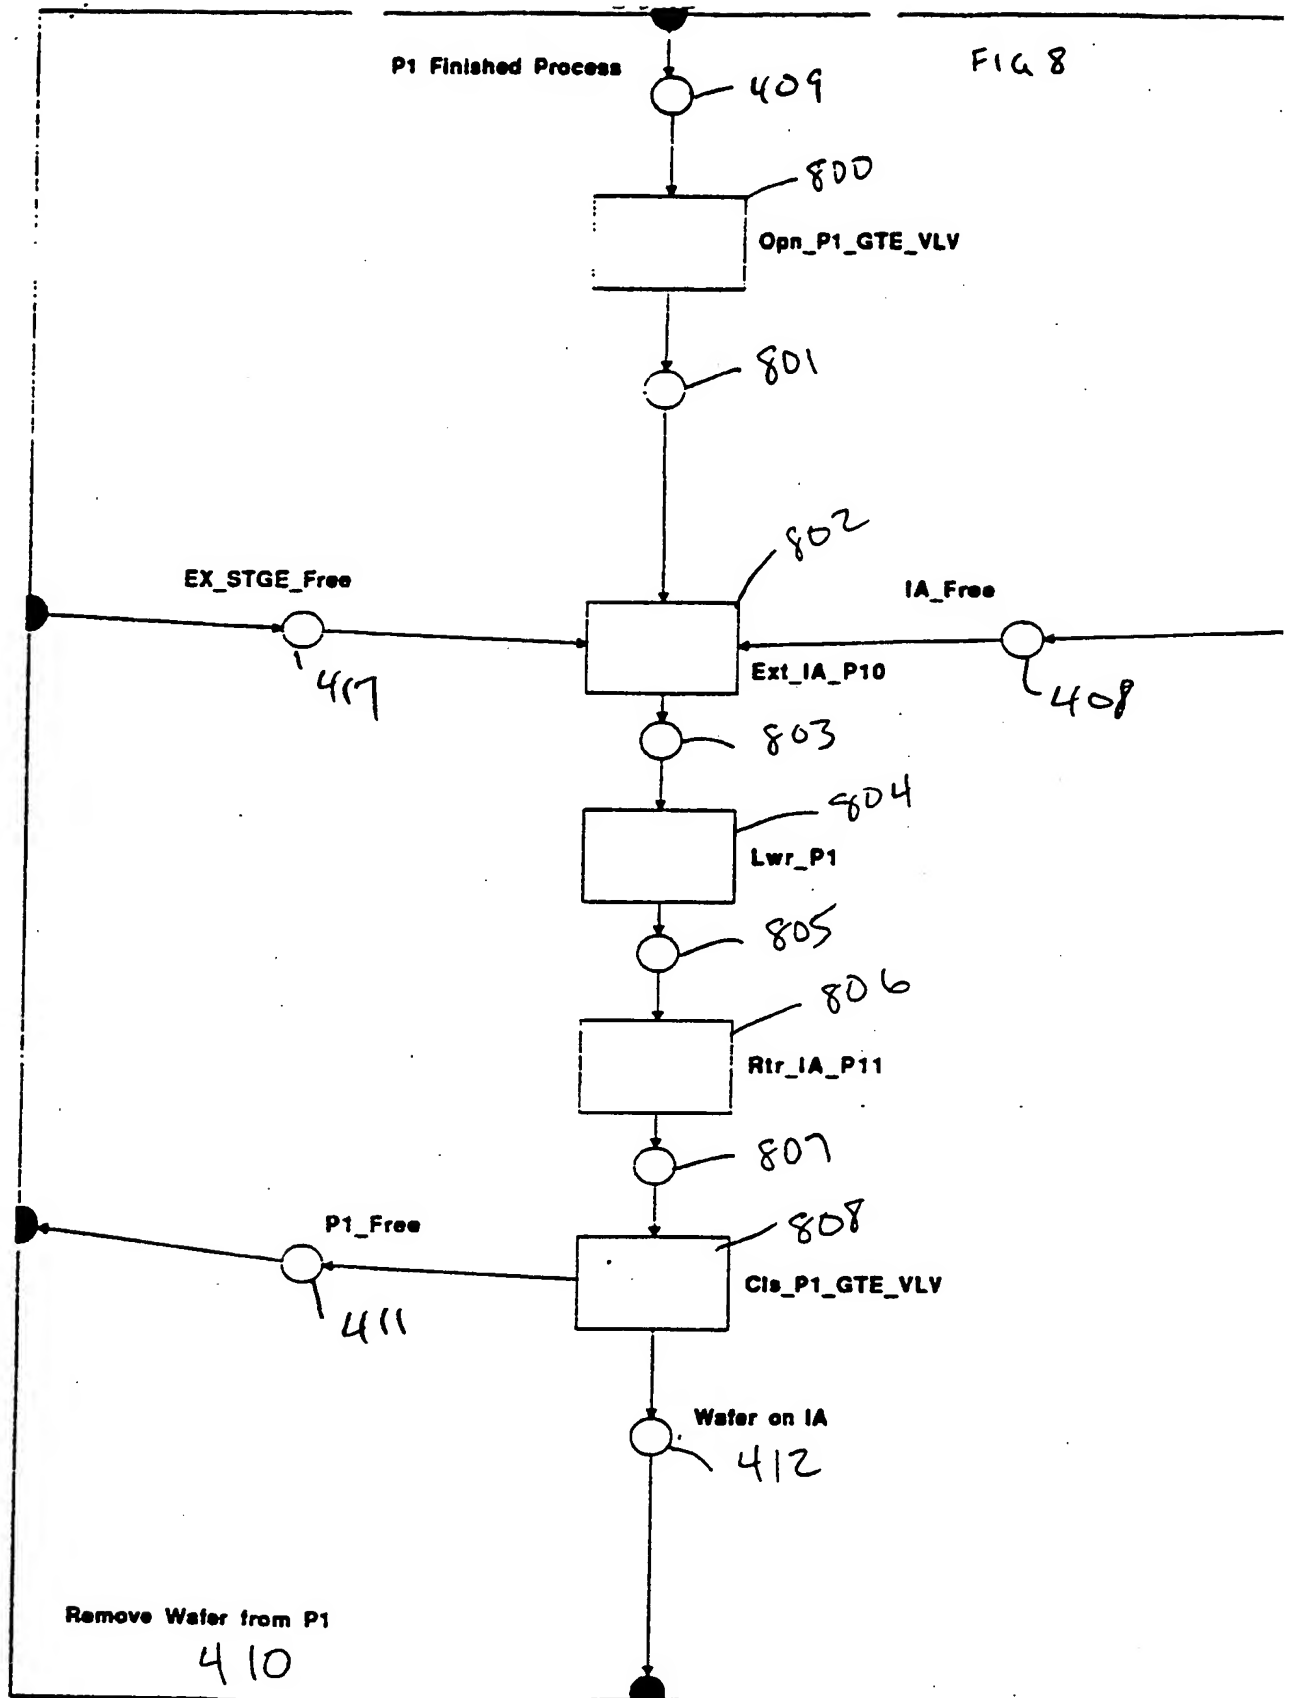 FIG 8
P1 Finished Process
409
800
Opn_P1_GTE_VLV
801
802
EX_STGE_Free
IA_Free
417
Ext_IA_P10
408
803
804
Lwr_P1
805
806
Rtr_IA_P11
807
P1_Free
808
Cls_P1_GTE_VLV
411
Wafer on IA
412
Remove Wafer from P1
410